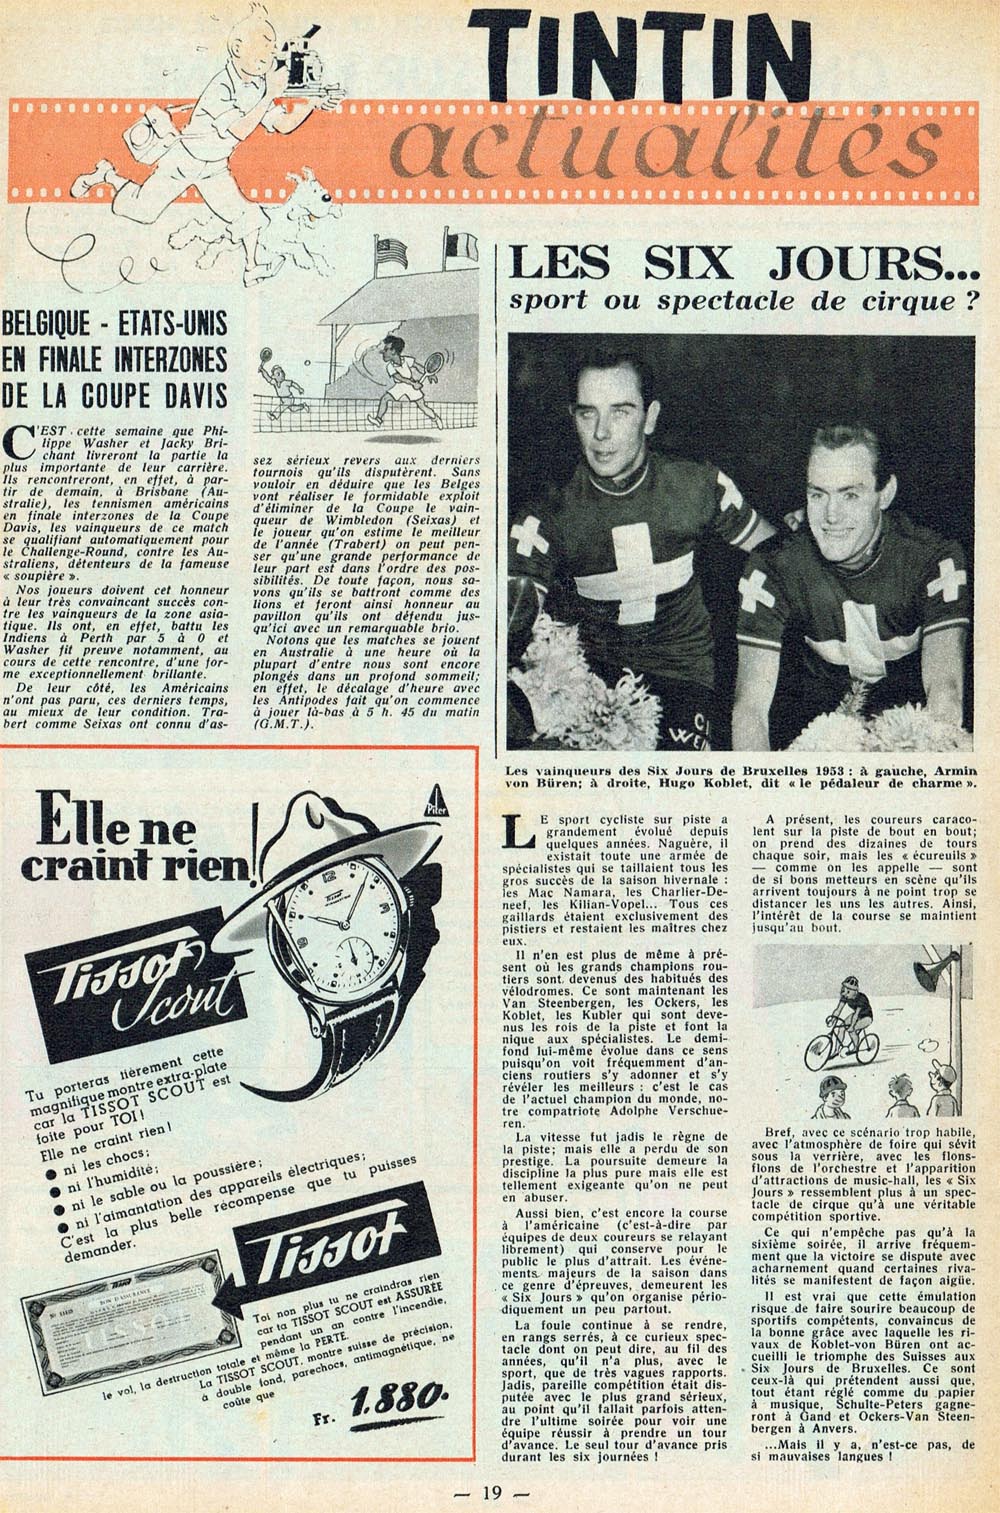 TINTIN
actualités
BELGIQUE - ETATS-UNIS
EN FINALE INTERZONES
DE LA COUPE DAVIS
C'EST cette semaine que Phi-
lippe Washer et Jacky Bri-
chant livreront la partie la
plus importante de leur carrière.
Ils rencontreront, en effet, à par-
tir de demain, à Brisbane (Au-
stralie), les tennismen américains
en finale interzones de la Coupe
Davis, les vainqueurs de ce match
se qualifiant automatiquement pour
le Challenge-Round, contre les Au-
straliens, détenteurs de la fameuse
« soupière ».
Nos joueurs doivent cet honneur
à leur très convaincant succès con-
tre les vainqueurs de la zone asia-
tique. Ils ont, en effet, battu les
Indiens à Perth par 5 à 0 et
Washer fit preuve notamment, au
cours de cette rencontre, d'une for-
me exceptionnellement brillante.
De leur côté, les Américains
n'ont pas paru, ces derniers temps,
au mieux de leur condition. Tra-
bert comme Seixas ont connu d'as-
sez sérieux revers aux derniers
tournois qu'ils disputèrent. Sans
vouloir en déduire que les Belges
vont réaliser le formidable exploit
d'éliminer de la Coupe le vain-
queur de Wimbledon (Seixas) et
le joueur qu'on estime le meilleur
de l'année (Trabert) on peut pen-
ser qu'une grande performance de
leur part est dans l'ordre des pos-
sibilités. De toute façon, nous sa-
vons qu'ils se battront comme des
lions et feront ainsi honneur au
pavillon qu'ils ont défendu jus-
qu'ici avec un remarquable brio.
Notons que les matches se jouent
en Australie à une heure où la
plupart d'entre nous sont encore
plongés dans un profond sommeil;
en effet, le décalage d'heure avec
les Antipodes fait qu'on commence
à jouer là-bas à 5 h. 45 du matin
(G.M.T.).
LES SIX JOURS...
sport ou spectacle de cirque ?
Les vainqueurs des Six Jours de Bruxelles 1953 : à gauche, Armin
von Büren; à droite, Hugo Koblet, dit « le pédaleur de charme ».
LE sport cycliste sur piste a
grandement évolué depuis
quelques années. Naguère, il
existait toute une armée de
spécialistes qui se taillaient tous les
gros succès de la saison hivernale :
les Mac Namara, les Charlier-De-
neef, les Kilian-Vopel... Tous ces
gaillards étaient exclusivement des
pistiers et restaient les maîtres chez
eux.
Il n'en est plus de même à pré-
sent où les grands champions rou-
tiers sont devenus des habitués des
vélodromes. Ce sont maintenant les
Van Steenbergen, les Ockers, les
Koblet, les Kubler qui sont deve-
nus les rois de la piste et font la
nique aux spécialistes. Le demi-
fond lui-même évolue dans ce sens
puisqu'on voit fréquemment d'an-
ciens routiers s'y adonner et s'y
révéler les meilleurs : c'est le cas
de l'actuel champion du monde, no-
tre compatriote Adolphe Verschue-
ren.
La vitesse fut jadis le règne de
la piste; mais elle a perdu de son
prestige. La poursuite demeure la
discipline la plus pure mais elle est
tellement exigeante qu'on ne peut
en abuser.
Aussi bien, c'est encore la course
à l'américaine (c'est-à-dire par
équipes de deux coureurs se relayant
librement) qui conserve pour le
public le plus d'attrait. Les événe-
ments majeurs de la saison dans
ce genre d'épreuves, demeurent les
« Six Jours » qu'on organise pério-
diquement un peu partout.
La foule continue à se rendre,
en rangs serrés, à ce curieux spec-
tacle dont on peut dire, au fil des
années, qu'il n'a plus, avec le
sport, que de très vagues rapports.
Jadis, pareille compétition était dis-
putée avec le plus grand sérieux,
au point qu'il fallait parfois atten-
dre l'ultime soirée pour voir une
équipe réussir à prendre un tour
d'avance. Le seul tour d'avance pris
durant les six journées !
A présent, les coureurs caraco-
lent sur la piste de bout en bout;
on prend des dizaines de tours
chaque soir, mais les « écureuils »
— comme on les appelle — sont
de si bons metteurs en scène qu'ils
arrivent toujours à ne point trop se
distancer les uns les autres. Ainsi,
l'intérêt de la course se maintient
jusqu'au bout.
Bref, avec ce scénario trop habile,
avec l'atmosphère de foire qui sévit
sous la verrière, avec les flons-
flons de l'orchestre et l'apparition
d'attractions de music-hall, les « Six
Jours » ressemblent plus à un spec-
tacle de cirque qu'à une véritable
compétition sportive.
Ce qui n'empêche pas qu'à la
sixième soirée, il arrive fréquem-
ment que la victoire se dispute avec
acharnement quand certaines riva-
lités se manifestent de façon aigüe.
Il est vrai que cette émulation
risque de faire sourire beaucoup de
sportifs compétents, convaincus de
la bonne grâce avec laquelle les ri-
vaux de Koblet-von Büren ont ac-
cueilli le triomphe des Suisses aux
Six Jours de Bruxelles. Ce sont
ceux-là qui prétendent aussi que,
tout étant réglé comme du papier
à musique, Schulte-Peters gagne-
ront à Gand et Ockers-Van Steen-
bergen à Anvers.
...Mais il y a, n'est-ce pas, de
si mauvaises langues !
Elle ne
craint rien!
Piter
Tissot
Scout
Tu porteras fièrement cette
magnifique montre extra-plate
car la TISSOT SCOUT est
faite pour TOI !
Elle ne craint rien !
● ni les chocs;
● ni l'humidité;
● ni le sable ou la poussière;
● ni l'aimantation des appareils électriques;
C'est la plus belle récompense que tu puisses
demander.
Tissot
BON D'ASSURANCE
TISSOT
Toi non plus tu ne craindras rien
car ta TISSOT SCOUT est ASSURÉE
pendant un an contre l'incendie,
le vol, la destruction totale et même la PERTE.
La TISSOT SCOUT, montre suisse de précision,
à double fond, parechocs, antimagnétique, ne
coûte que
Fr. 1.880.
— 19 —